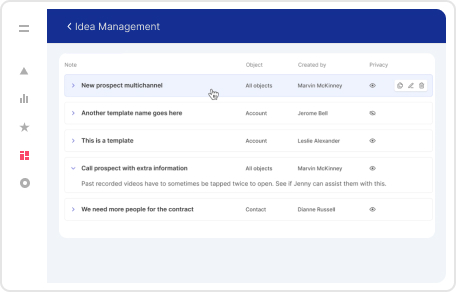 Idea Management
Note Object Created by Privacy
New prospect multichannel All objects Marvin McKinney
Another template name goes here Account Jerome Bell
This is a template Account Leslie Alexander
Call prospect with extra information All objects Marvin McKinney
Past recorded videos have to sometimes be tapped twice to open. See if Jenny can assist them with this.
We need more people for the contract Contact Dianne Russell